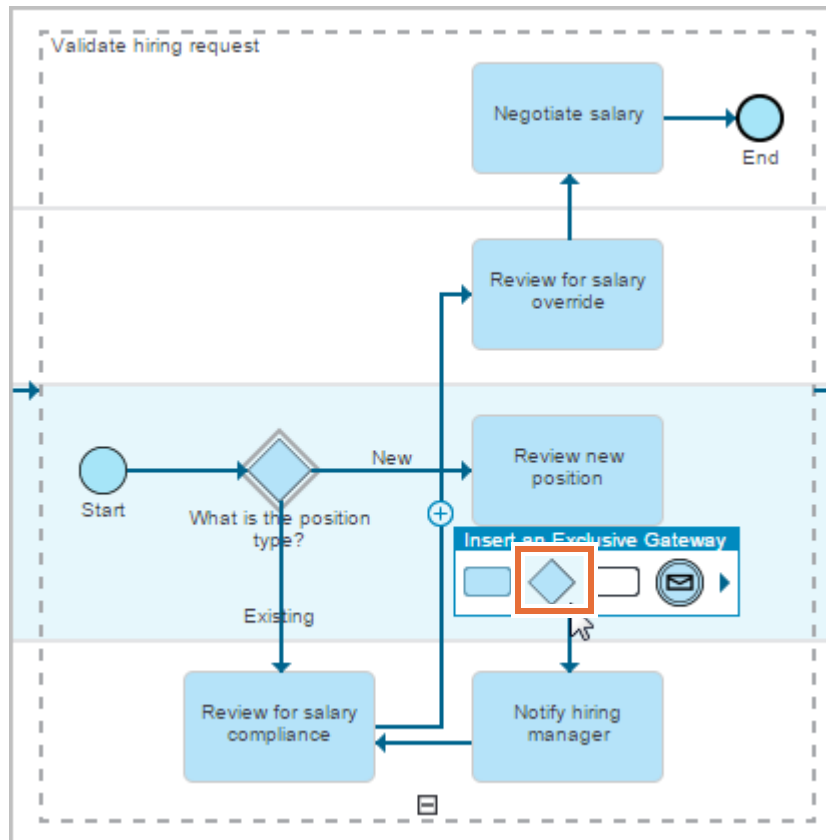 Validate hiring request
Negotiate salary
End
Review for salary
override
Start
What is the position
type?
New
Review new
position
Insert an Exclusive Gateway
Existing
Review for salary
compliance
Notify hiring
manager